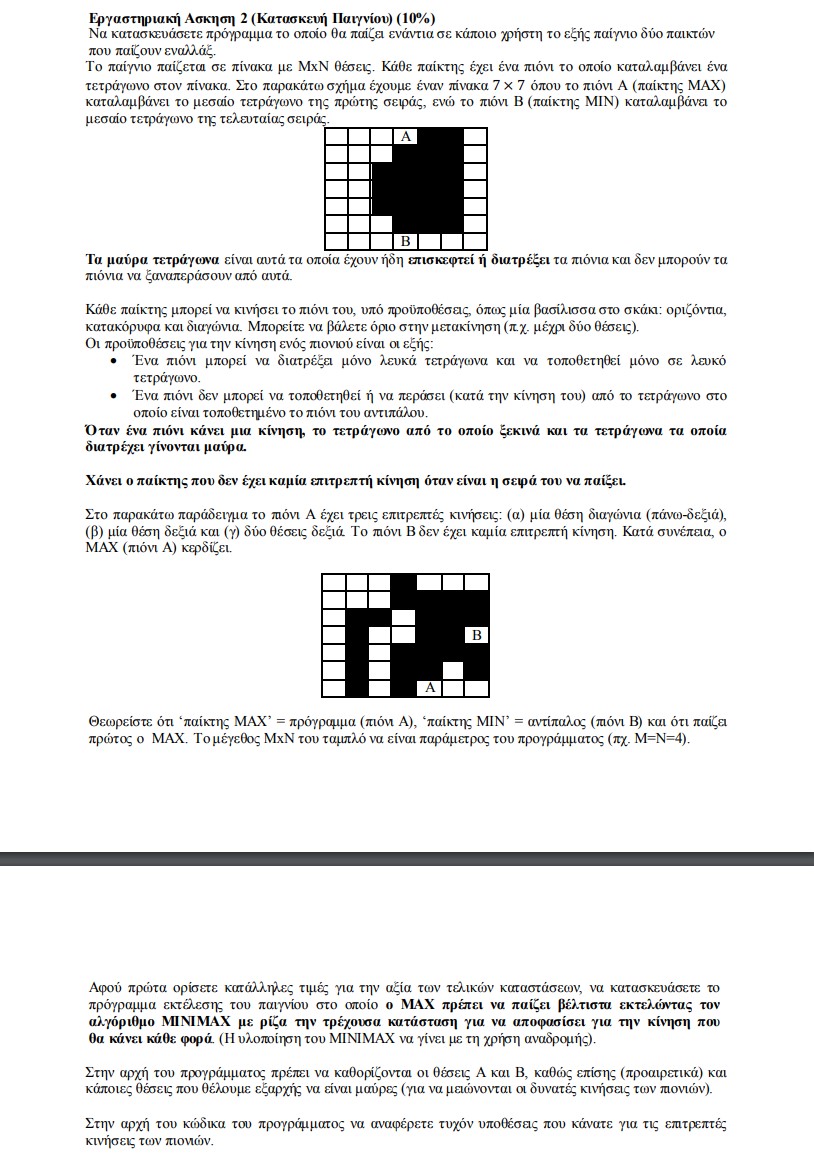 Εργαστηριακή Ασκηση 2 (Κατασκευή Παιγνίου) (10%)
Να κατασκευάσετε πρόγραμμα το οποίο θα παίζει ενάντια σε κάποιο χρήστη το εξής παίγνιο δύο παικτών
που παίζουν εναλλάξ.
Το παίγνιο παίζεται σε πίνακα με MxN θέσεις. Κάθε παίκτης έχει ένα πιόνι το οποίο καταλαμβάνει ένα
τετράγωνο στον πίνακα. Στο παρακάτω σχήμα έχουμε έναν πίνακα 7 × 7 όπου το πιόνι Α (παίκτης MAX)
καταλαμβάνει το μεσαίο τετράγωνο της πρώτης σειράς, ενώ το πιόνι Β (παίκτης MIN) καταλαμβάνει το
μεσαίο τετράγωνο της τελευταίας σειράς.
A
B
Τα μαύρα τετράγωνα είναι αυτά τα οποία έχουν ήδη επισκεφτεί ή διατρέξει τα πιόνια και δεν μπορούν τα
πιόνια να ξαναπεράσουν από αυτά.
Κάθε παίκτης μπορεί να κινήσει το πιόνι του, υπό προϋποθέσεις, όπως μία βασίλισσα στο σκάκι: οριζόντια,
κατακόρυφα και διαγώνια. Μπορείτε να βάλετε όριο στην μετακίνηση (π.χ. μέχρι δύο θέσεις).
Οι προϋποθέσεις για την κίνηση ενός πιονιού είναι οι εξής:
• Ένα πιόνι μπορεί να διατρέξει μόνο λευκά τετράγωνα και να τοποθετηθεί μόνο σε λευκό
τετράγωνο.
• Ένα πιόνι δεν μπορεί να τοποθετηθεί ή να περάσει (κατά την κίνηση του) από το τετράγωνο στο
οποίο είναι τοποθετημένο το πιόνι του αντιπάλου.
Όταν ένα πιόνι κάνει μια κίνηση, το τετράγωνο από το οποίο ξεκινά και τα τετράγωνα τα οποία
διατρέχει γίνονται μαύρα.
Χάνει ο παίκτης που δεν έχει καμία επιτρεπτή κίνηση όταν είναι η σειρά του να παίξει.
Στο παρακάτω παράδειγμα το πιόνι Α έχει τρεις επιτρεπτές κινήσεις: (α) μία θέση διαγώνια (πάνω-δεξιά),
(β) μία θέση δεξιά και (γ) δύο θέσεις δεξιά. Το πιόνι Β δεν έχει καμία επιτρεπτή κίνηση. Κατά συνέπεια, ο
MAX (πιόνι Α) κερδίζει.
B
A
Θεωρείστε ότι ‘παίκτης MAX’ = πρόγραμμα (πιόνι Α), ‘παίκτης MIN’ = αντίπαλος (πιόνι Β) και ότι παίζει
πρώτος ο MAX. Το μέγεθος MxN του ταμπλό να είναι παράμετρος του προγράμματος (πχ. M=N=4).
Αφού πρώτα ορίσετε κατάλληλες τιμές για την αξία των τελικών καταστάσεων, να κατασκευάσετε το
πρόγραμμα εκτέλεσης του παιγνίου στο οποίο ο MAX πρέπει να παίζει βέλτιστα εκτελώντας τον
αλγόριθμο MINIMAX με ρίζα την τρέχουσα κατάσταση για να αποφασίσει για την κίνηση που
θα κάνει κάθε φορά. (Η υλοποίηση του MINIMAX να γίνει με τη χρήση αναδρομής).
Στην αρχή του προγράμματος πρέπει να καθορίζονται οι θέσεις Α και Β, καθώς επίσης (προαιρετικά) και
κάποιες θέσεις που θέλουμε εξαρχής να είναι μαύρες (για να μειώνονται οι δυνατές κινήσεις των πιονιών).
Στην αρχή του κώδικα του προγράμματος να αναφέρετε τυχόν υποθέσεις που κάνατε για τις επιτρεπτές
κινήσεις των πιονιών.